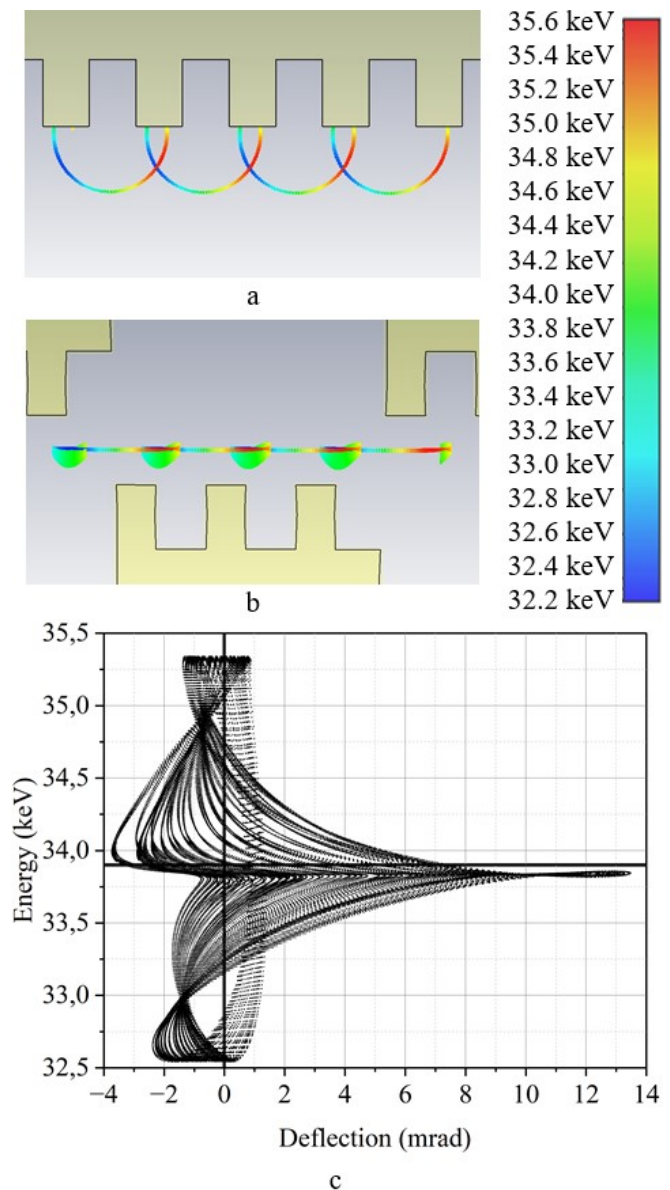 35.6 keV
35.4 keV
35.2 keV
35.0 keV
34.8 keV
34.6 keV
34.4 keV
34.2 keV
34.0 keV
33.8 keV
33.6 keV
33.4 keV
33.2 keV
33.0 keV
32.8 keV
32.6 keV
32.4 keV
32.2 keV
a
b
35,5
35,0
34,5
34,0
33,5
33,0
32,5
Energy (keV)
−4 −2 0 2 4 6 8 10 12 14
Deflection (mrad)
c